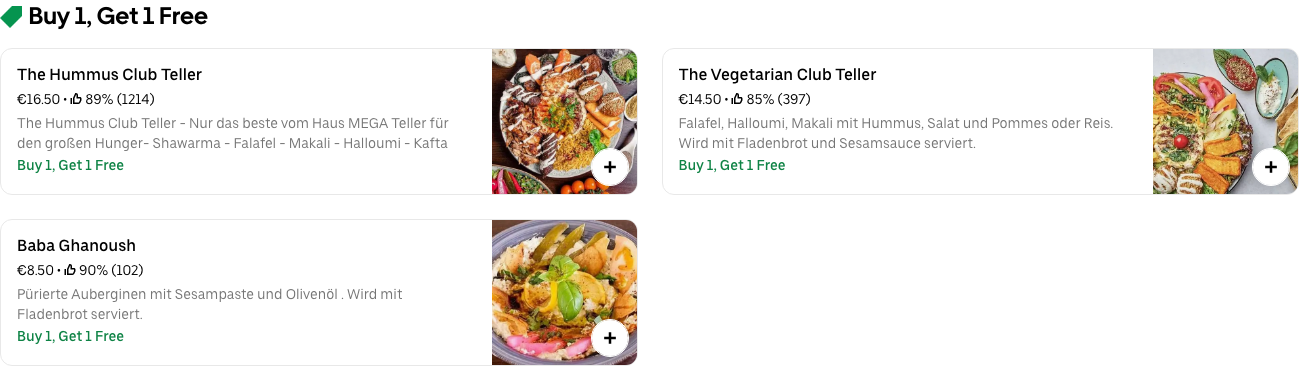 Buy 1, Get 1 Free
The Hummus Club Teller
€16.50 • 89% (1214)
The Hummus Club Teller - Nur das beste vom Haus MEGA Teller für
den großen Hunger- Shawarma - Falafel - Makali - Halloumi - Kafta
Buy 1, Get 1 Free
The Vegetarian Club Teller
€14.50 • 85% (397)
Falafel, Halloumi, Makali mit Hummus, Salat und Pommes oder Reis.
Wird mit Fladenbrot und Sesamsauce serviert.
Buy 1, Get 1 Free
Baba Ghanoush
€8.50 • 90% (102)
Pürierte Auberginen mit Sesampaste und Olivenöl . Wird mit
Fladenbrot serviert.
Buy 1, Get 1 Free